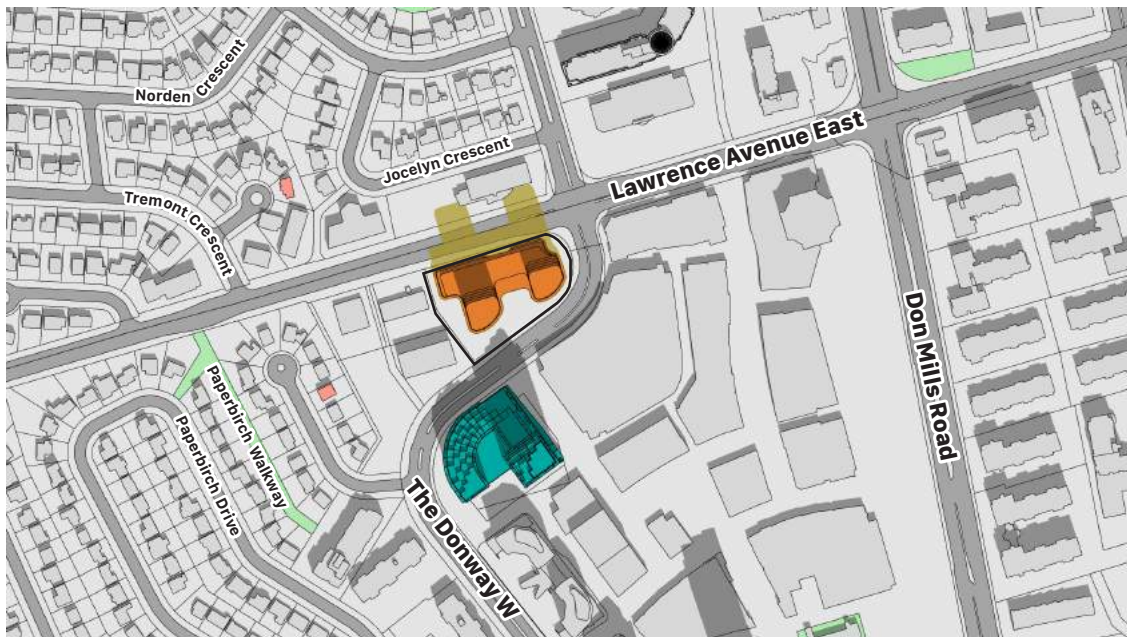 Norden Crescent
Jocelyn Crescent
Lawrence Avenue East
Tremont Crescent
Paperbirch Walkway
Paperbirch Drive
The Donway W
Don Mills Road